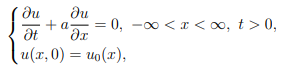 ∂u/∂t + a ∂u/∂x = 0, −∞ < x < ∞, t > 0,
u(x, 0) = u₀(x),